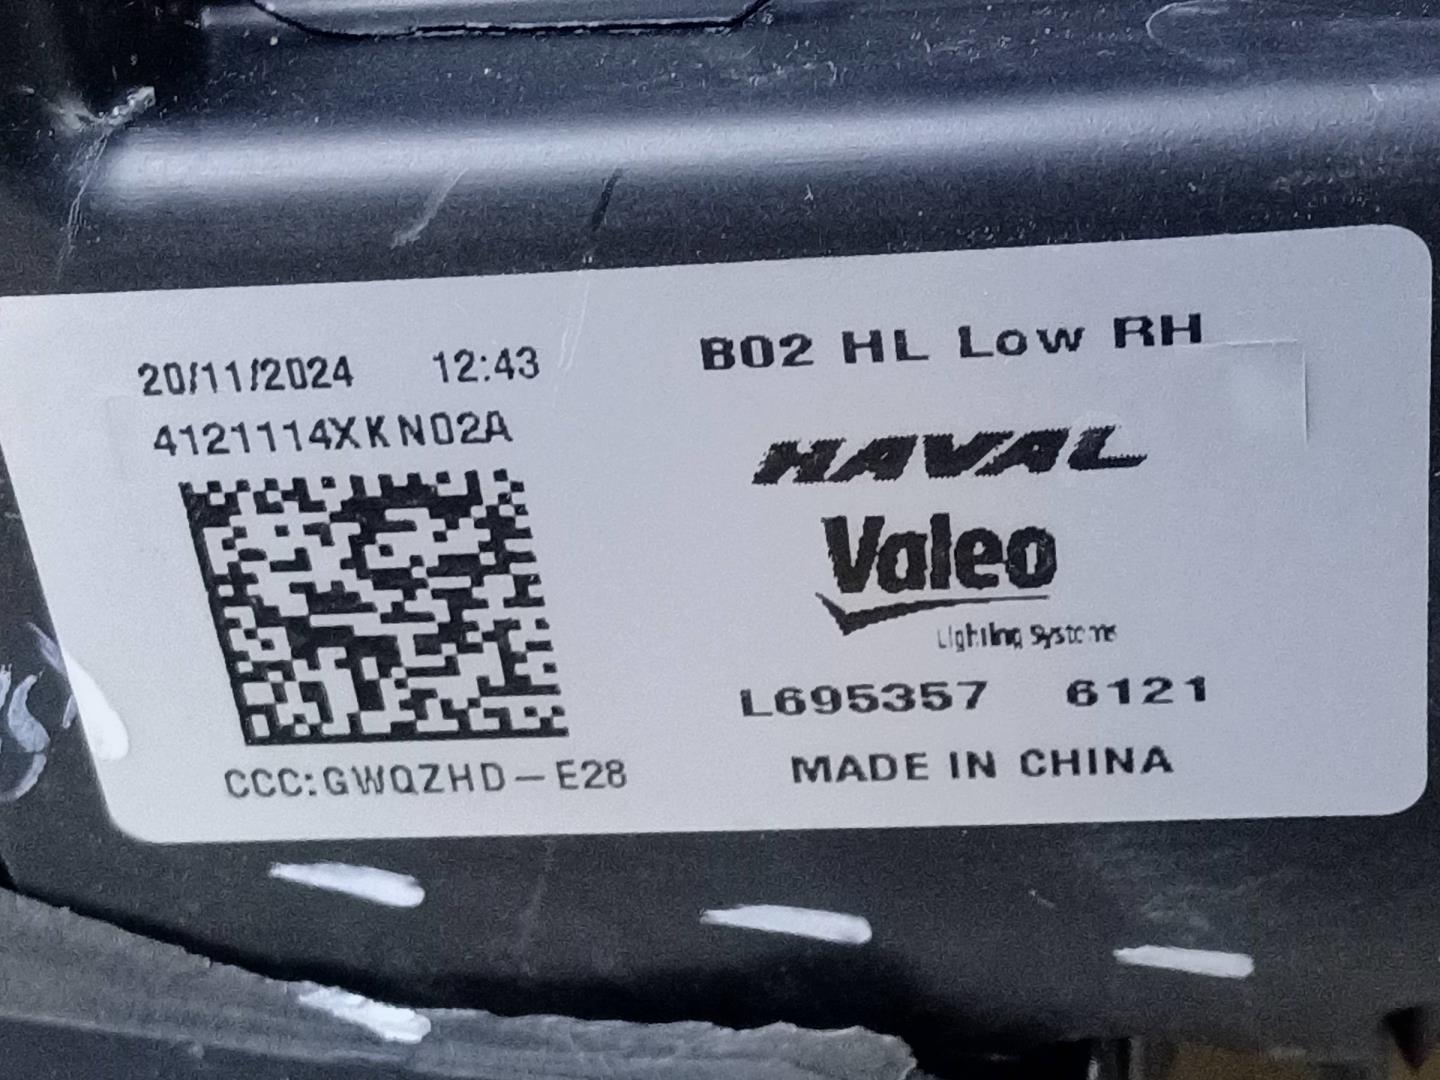 20/11/2024 12:43
4121114XKN02A
CCC:GWQZHD-E28
B02 HL Low RH
HAVAL
Valeo
Lighting Systems
L695357 6121
MADE IN CHINA